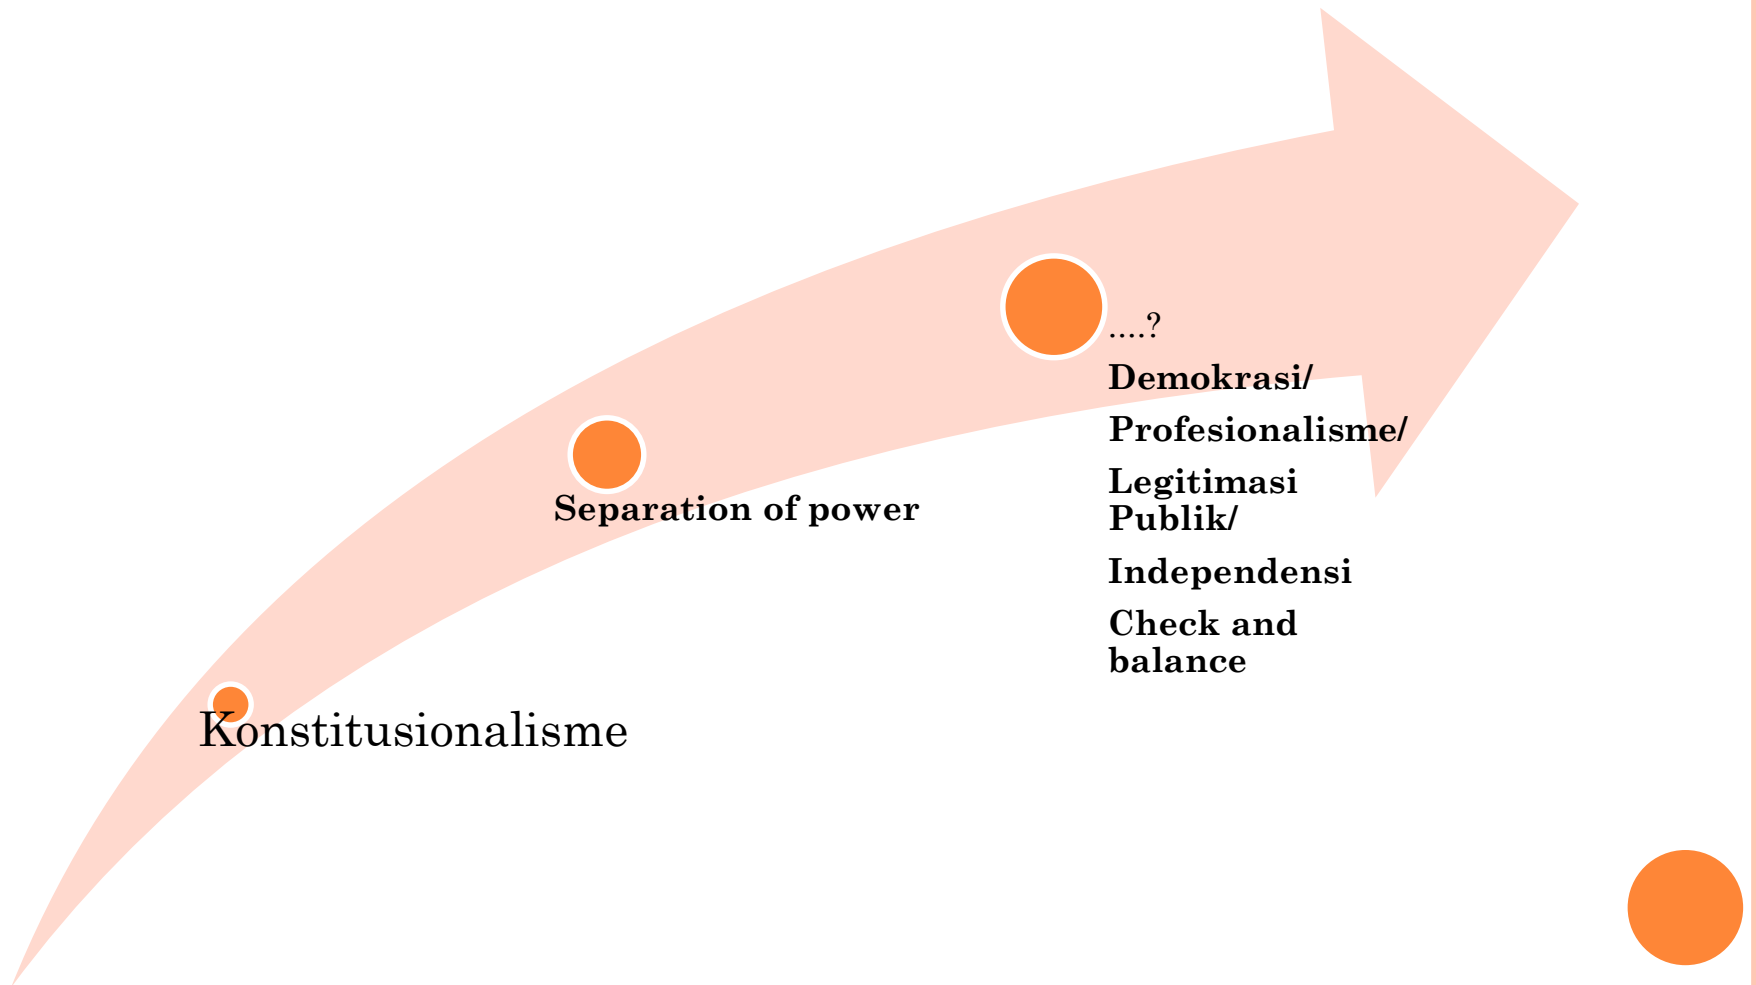 ....?
Demokrasi/
Profesionalisme/
Legitimasi
Publik/
Independensi
Check and
balance
Separation of power
Konstitusionalisme